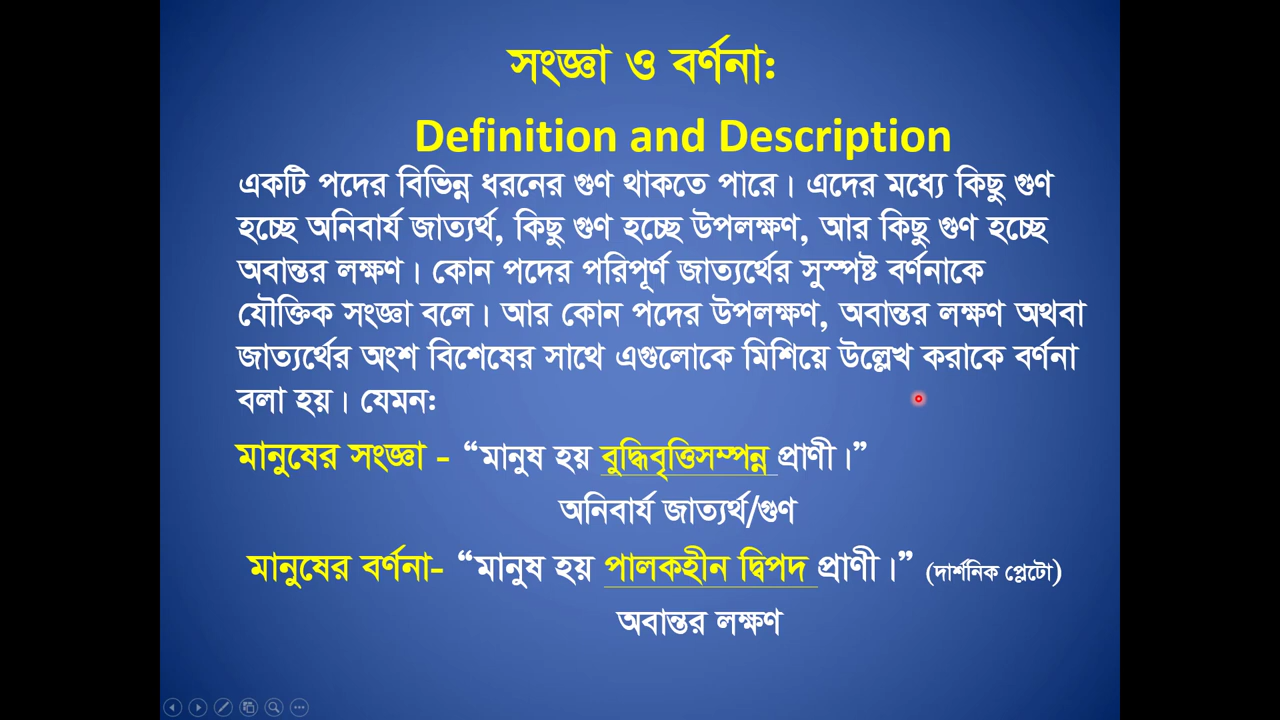 সংজ্ঞা ও বর্ণনা:
Definition and Description
একটি পদের বিভিন্ন ধরনের গুণ থাকতে পারে। এদের মধ্যে কিছু গুণ
হচ্ছে অনিবার্য জাত্যর্থ, কিছু গুণ হচ্ছে উপলক্ষণ, আর কিছু গুণ হচ্ছে
অবান্তর লক্ষণ। কোন পদের পরিপূর্ণ জাত্যর্থের সুস্পষ্ট বর্ণনাকে
যৌক্তিক সংজ্ঞা বলে। আর কোন পদের উপলক্ষণ, অবান্তর লক্ষণ অথবা
জাত্যর্থের অংশ বিশেষের সাথে এগুলোকে মিশিয়ে উল্লেখ করাকে বর্ণনা
বলা হয়। যেমন:
মানুষের সংজ্ঞা - “মানুষ হয় বুদ্ধিবৃত্তিসম্পন্ন প্রাণী।”
অনিবার্য জাত্যর্থ/গুণ
মানুষের বর্ণনা- “মানুষ হয় পালকহীন দ্বিপদ প্রাণী।” (দার্শনিক প্লেটো)
অবান্তর লক্ষণ